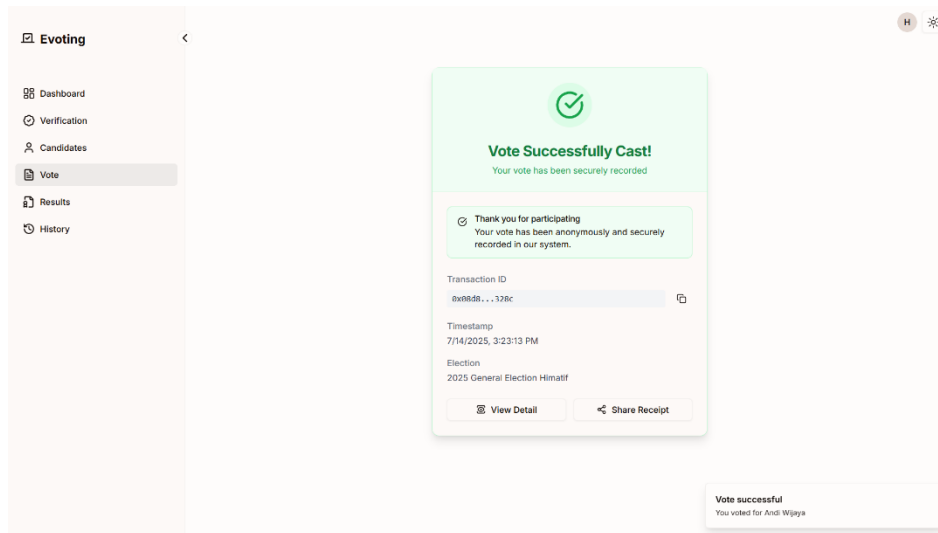 Evoting
H
Dashboard
Verification
Candidates
Vote
Results
History
Vote Successfully Cast!
Your vote has been securely recorded
Thank you for participating
Your vote has been anonymously and securely
recorded in our system.
Transaction ID
0x08d8...328c
Timestamp
7/14/2025, 3:23:13 PM
Election
2025 General Election Himatif
View Detail
Share Receipt
Vote successful
You voted for Andi Wijaya